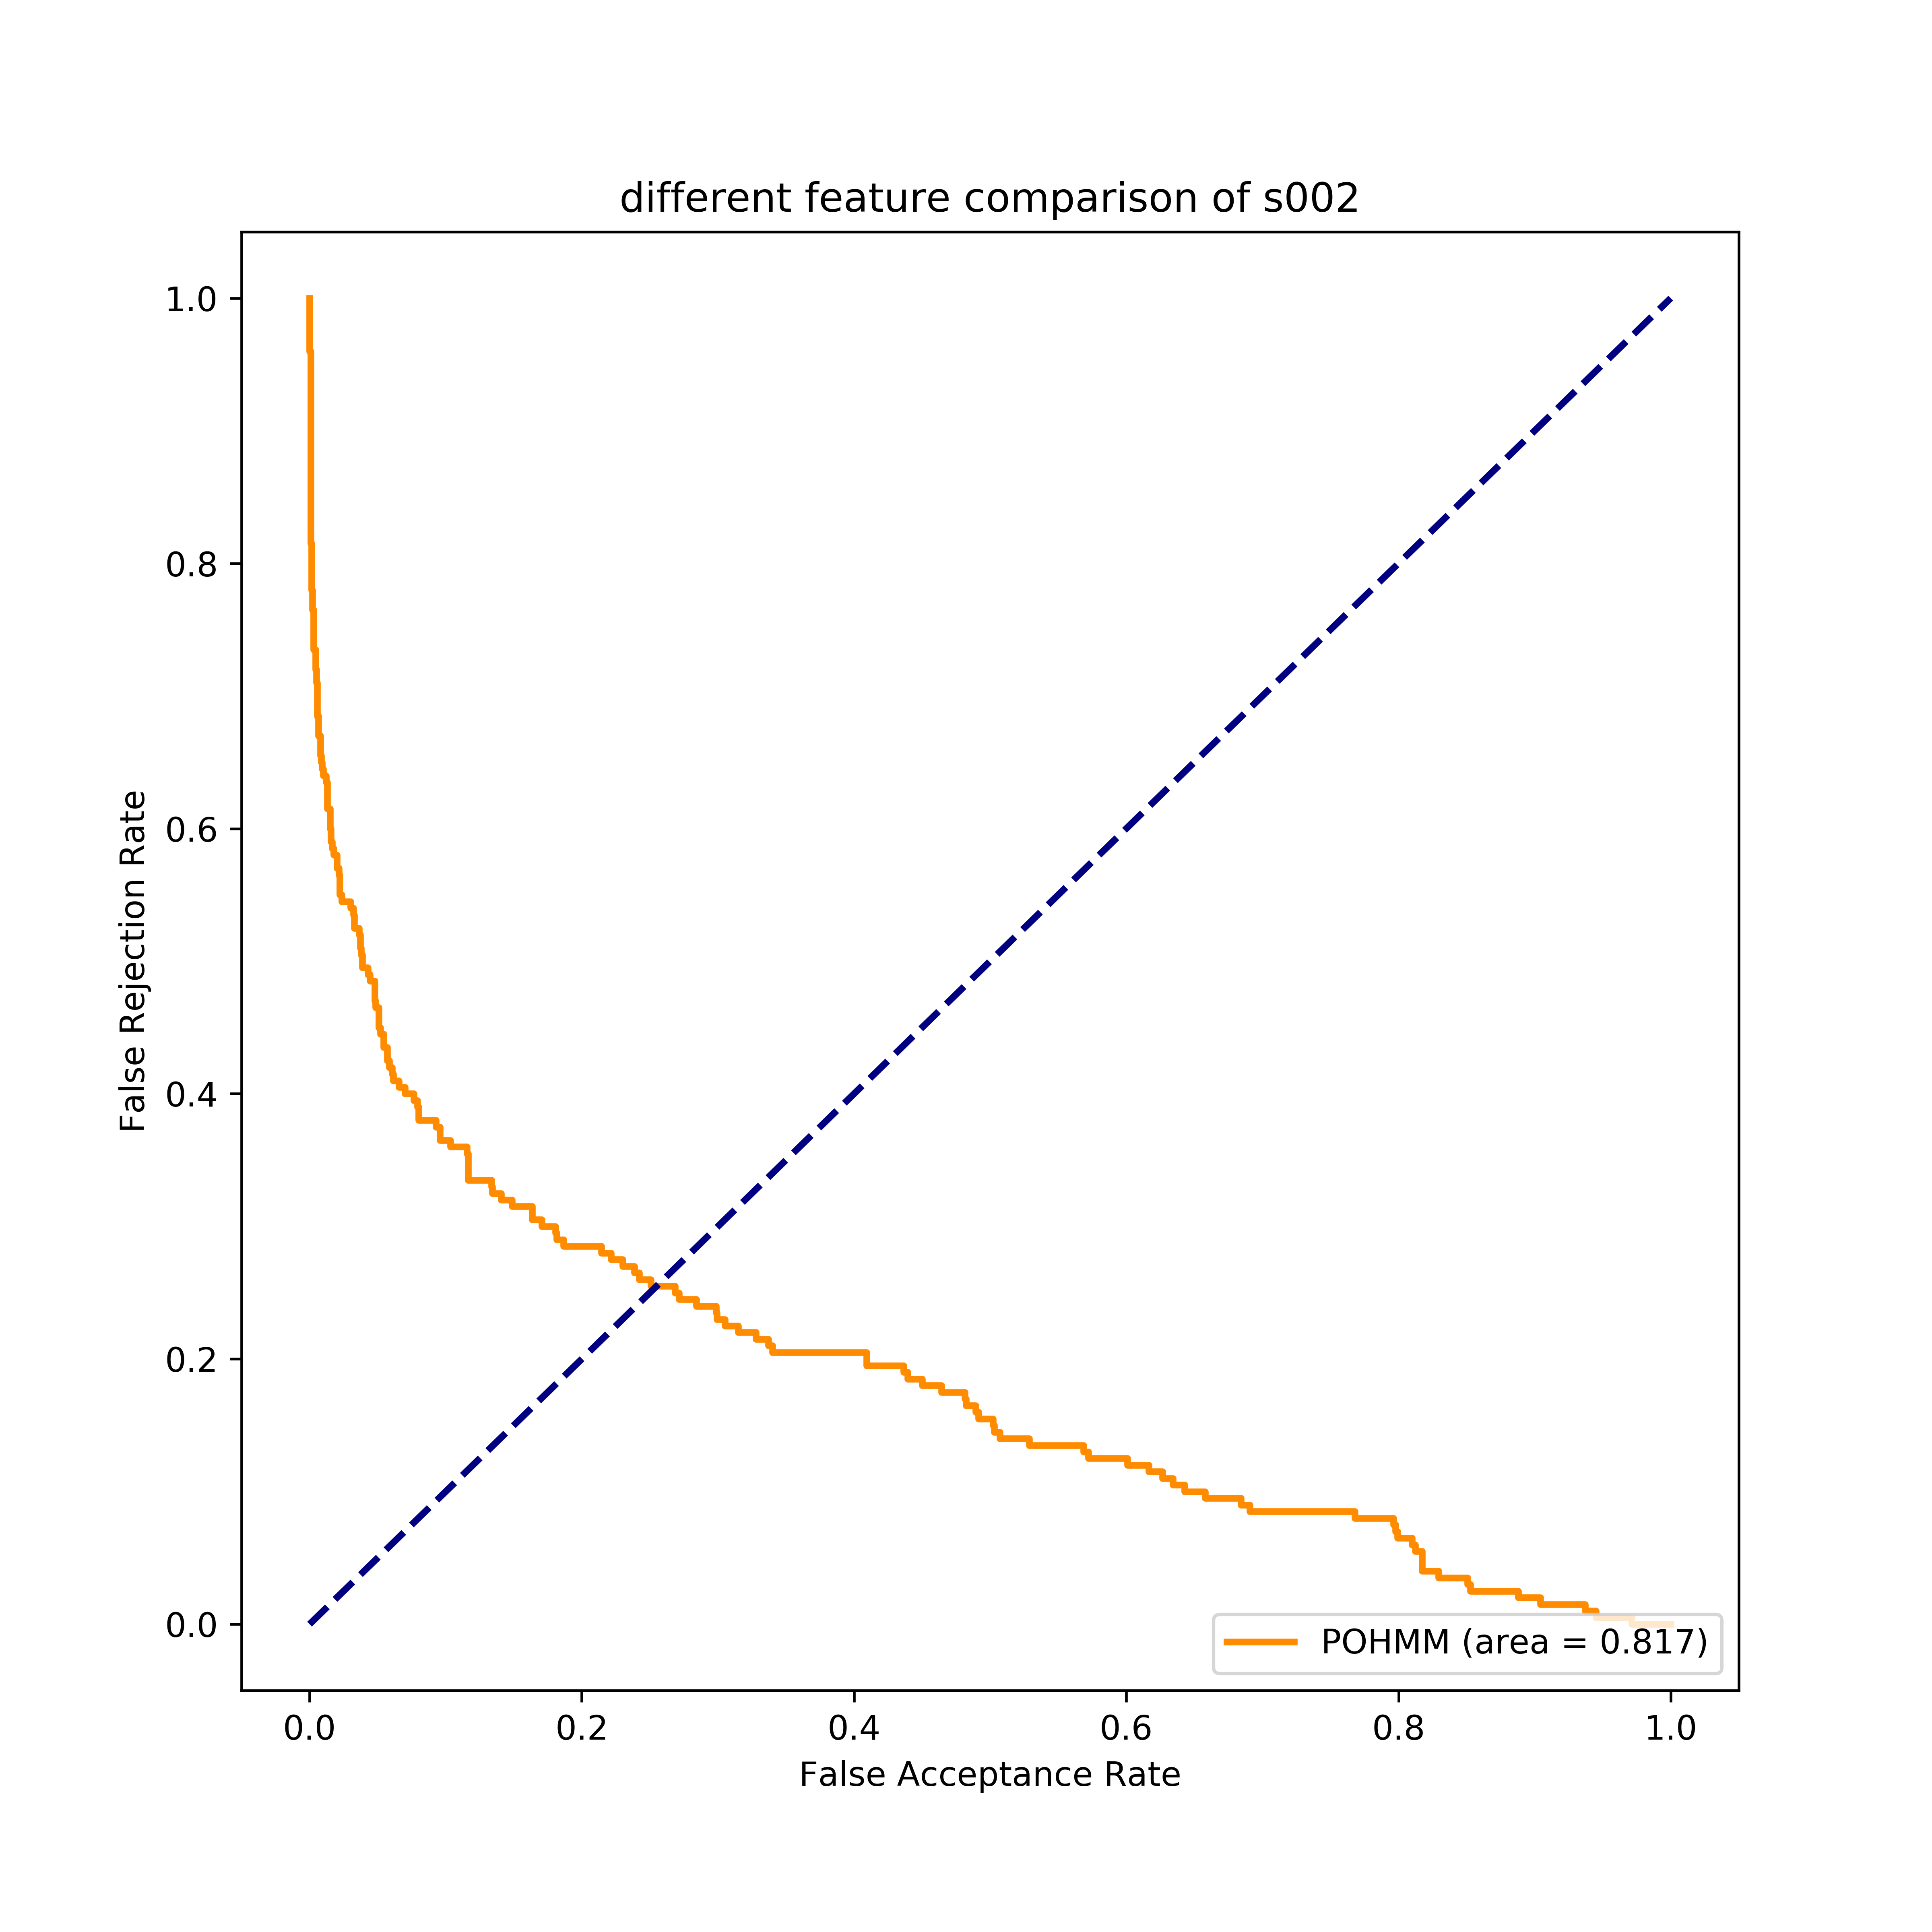 different feature comparison of s002
1.0
0.8
0.6
0.4
0.2
0.0
False Rejection Rate
POHMM (area = 0.817)
0.0 0.2 0.4 0.6 0.8 1.0
False Acceptance Rate